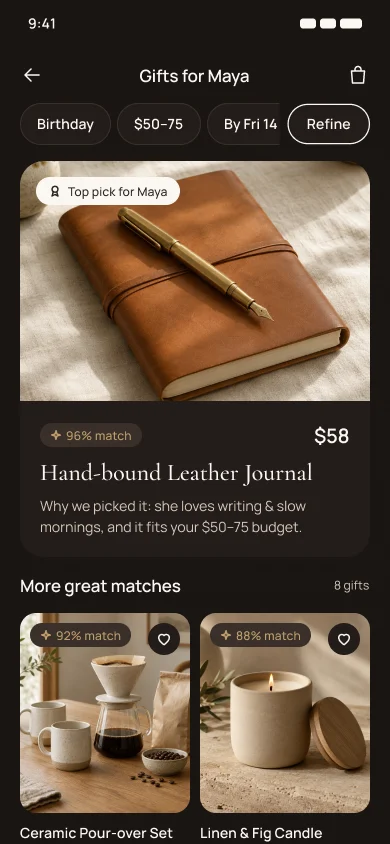 9:41
Gifts for Maya
Birthday
$50–75
By Fri 14
Refine
Top pick for Maya
96% match
$58
Hand-bound Leather Journal
Why we picked it: she loves writing & slow
mornings, and it fits your $50–75 budget.
More great matches
8 gifts
92% match
88% match
Ceramic Pour-over Set
Linen & Fig Candle